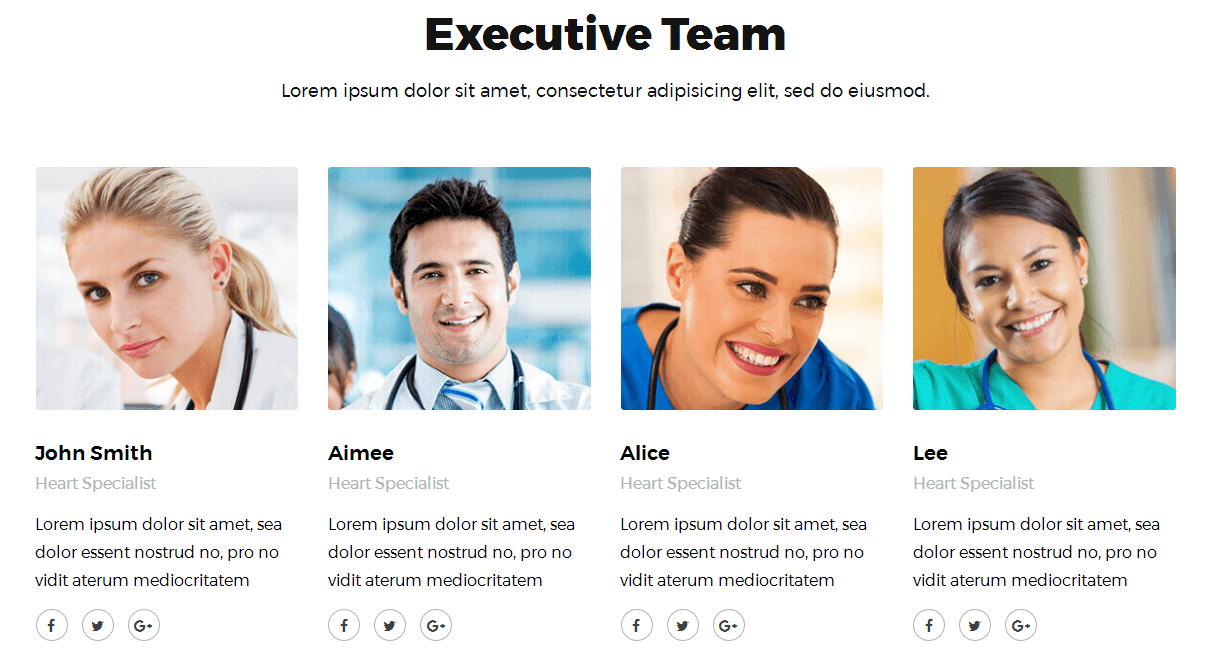 Executive Team
Lorem ipsum dolor sit amet, consectetur adipisicing elit, sed do eiusmod.
John Smith
Heart Specialist
Lorem ipsum dolor sit amet, sea
dolor essent nostrud no, pro no
vidit aterum mediocritatem
Aimee
Heart Specialist
Lorem ipsum dolor sit amet, sea
dolor essent nostrud no, pro no
vidit aterum mediocritatem
Alice
Heart Specialist
Lorem ipsum dolor sit amet, sea
dolor essent nostrud no, pro no
vidit aterum mediocritatem
Lee
Heart Specialist
Lorem ipsum dolor sit amet, sea
dolor essent nostrud no, pro no
vidit aterum mediocritatem